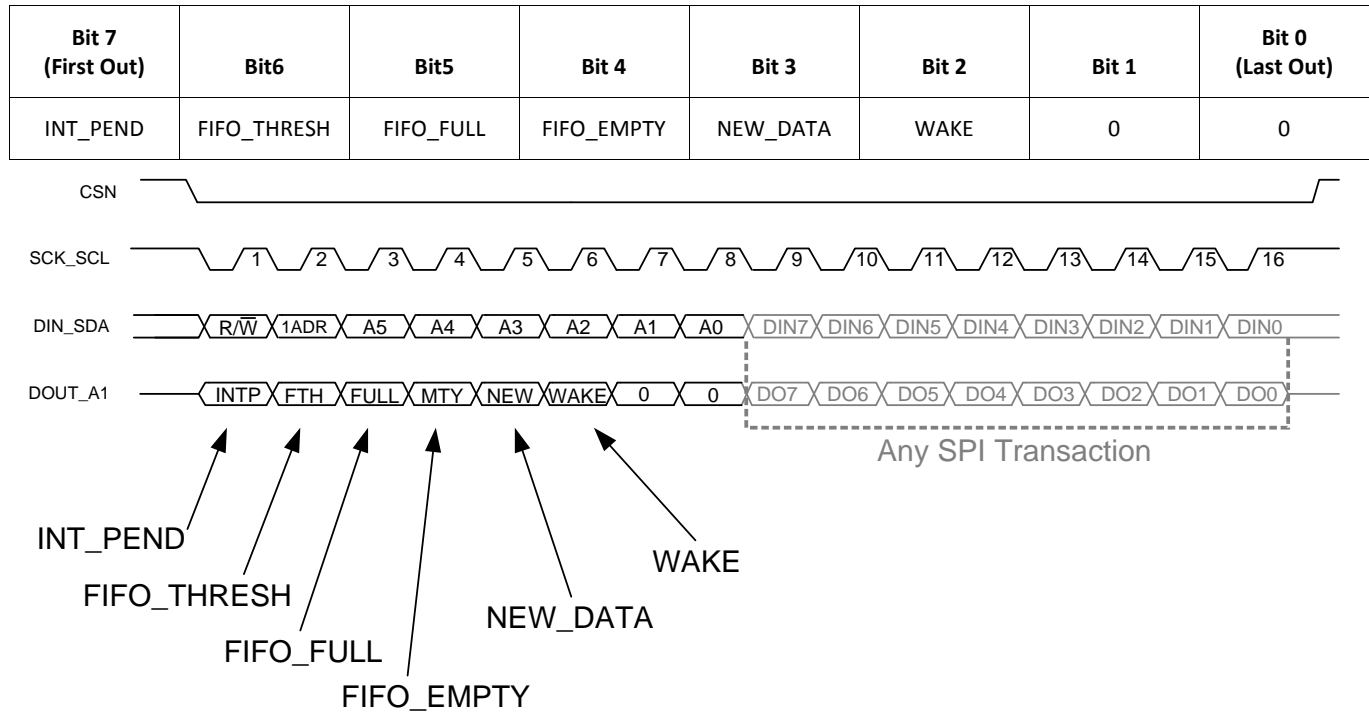 Bit 7 (First Out) Bit6 Bit5 Bit 4 Bit 3 Bit 2 Bit 1 Bit 0 (Last Out)
INT_PEND FIFO_THRESH FIFO_FULL FIFO_EMPTY NEW_DATA WAKE 0 0
CSN
SCK_SCL 1 2 3 4 5 6 7 8 9 10 11 12 13 14 15 16
DIN_SDA R/W̅ 1ADR A5 A4 A3 A2 A1 A0 DIN7 DIN6 DIN5 DIN4 DIN3 DIN2 DIN1 DIN0
DOUT_A1 INTP FTH FULL MTY NEW WAKE 0 0 DO7 DO6 DO5 DO4 DO3 DO2 DO1 DO0
Any SPI Transaction
INT_PEND
WAKE
FIFO_THRESH
NEW_DATA
FIFO_FULL
FIFO_EMPTY